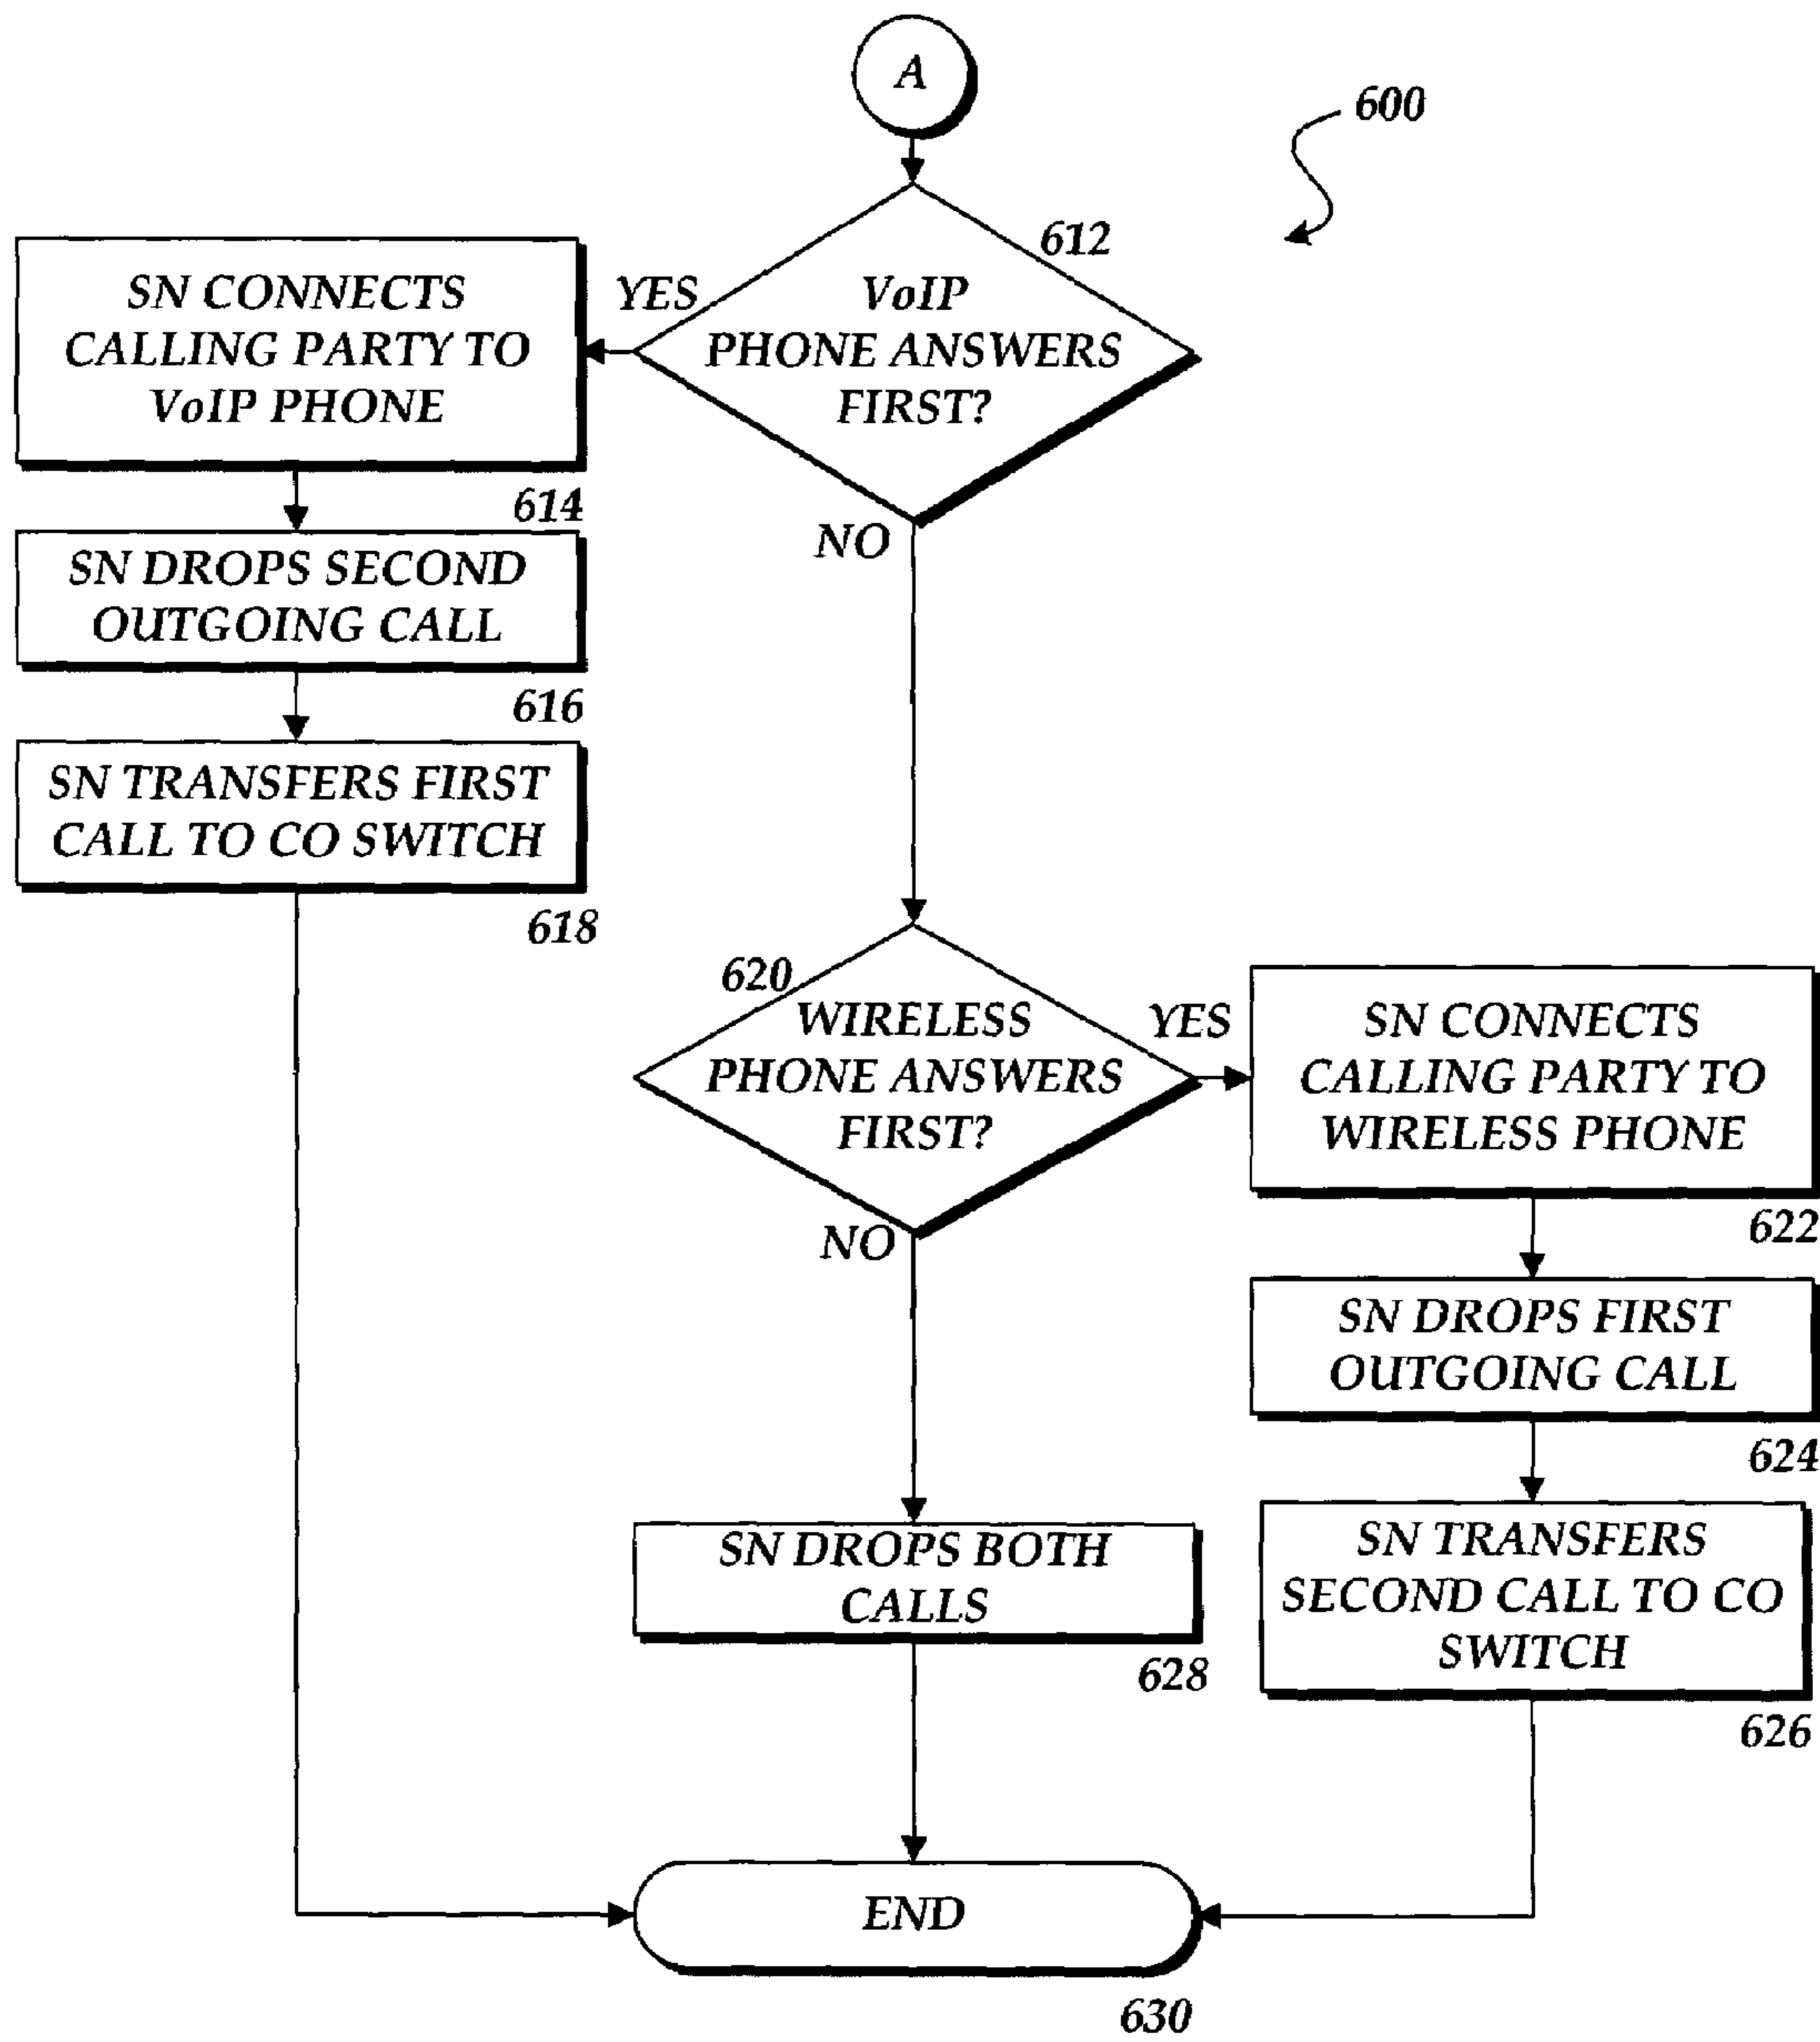 A
600
612
VoIP
PHONE ANSWERS
FIRST?
YES
NO
SN CONNECTS
CALLING PARTY TO
VoIP PHONE
614
SN DROPS SECOND
OUTGOING CALL
616
SN TRANSFERS FIRST
CALL TO CO SWITCH
618
620
WIRELESS
PHONE ANSWERS
FIRST?
YES
NO
SN CONNECTS
CALLING PARTY TO
WIRELESS PHONE
622
SN DROPS FIRST
OUTGOING CALL
624
SN TRANSFERS
SECOND CALL TO CO
SWITCH
626
SN DROPS BOTH
CALLS
628
END
630